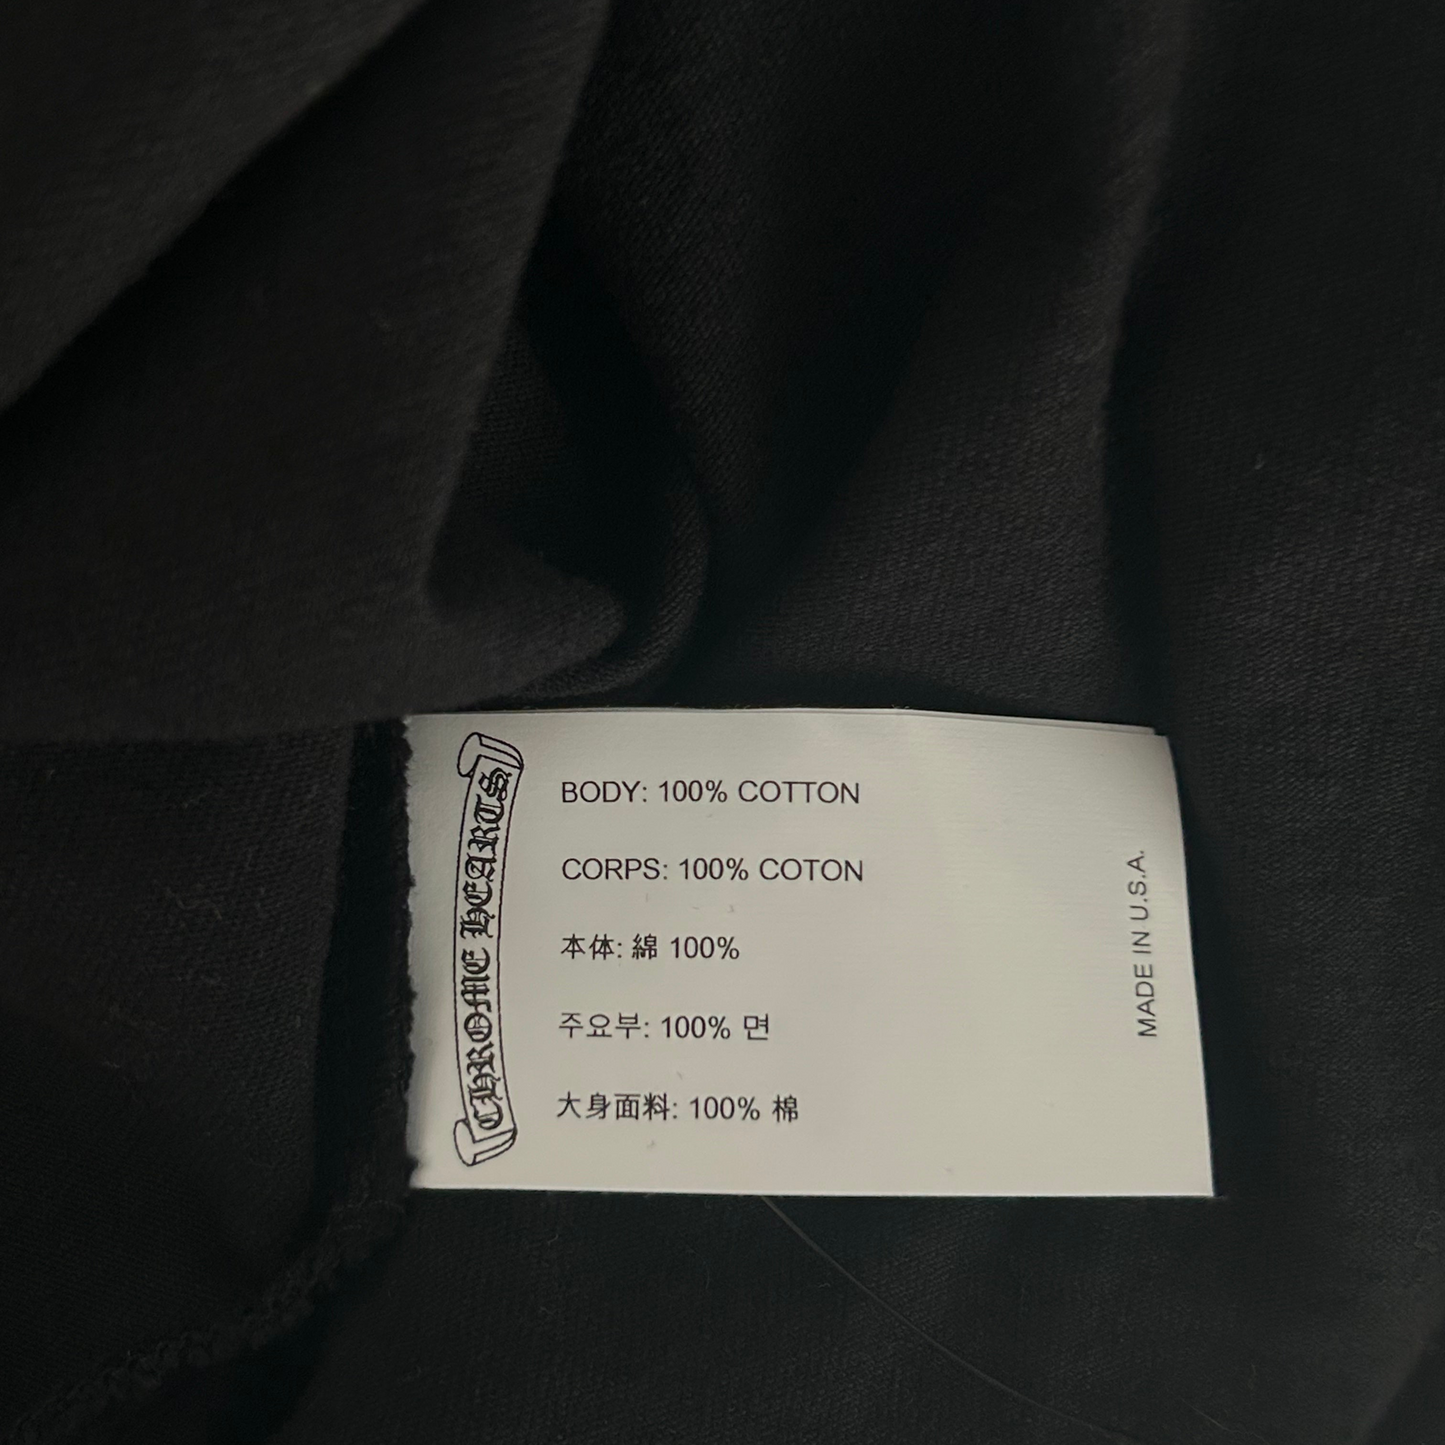 CHROME HEARTS
BODY: 100% COTTON
CORPS: 100% COTON
本体: 綿 100%
주요부: 100% 면
大身面料: 100% 棉
MADE IN U.S.A.